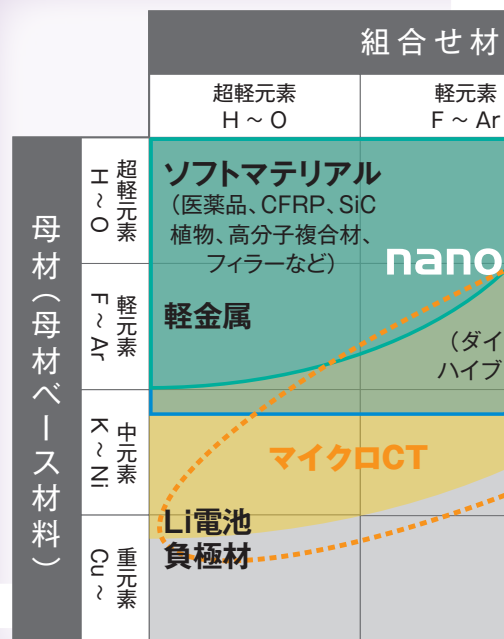 組合せ材
超軽元素
H ~ O
軽元素
F ~ Ar
母材（母材ベース材料）
超軽元素
H ~ O
軽元素
F ~ Ar
中元素
K ~ Ni
重元素
Cu ~
ソフトマテリアル
（医薬品、CFRP、SiC
植物、高分子複合材、
フィラーなど）
nano
軽金属
（ダイ
ハイブ
マイクロCT
Li電池
負極材